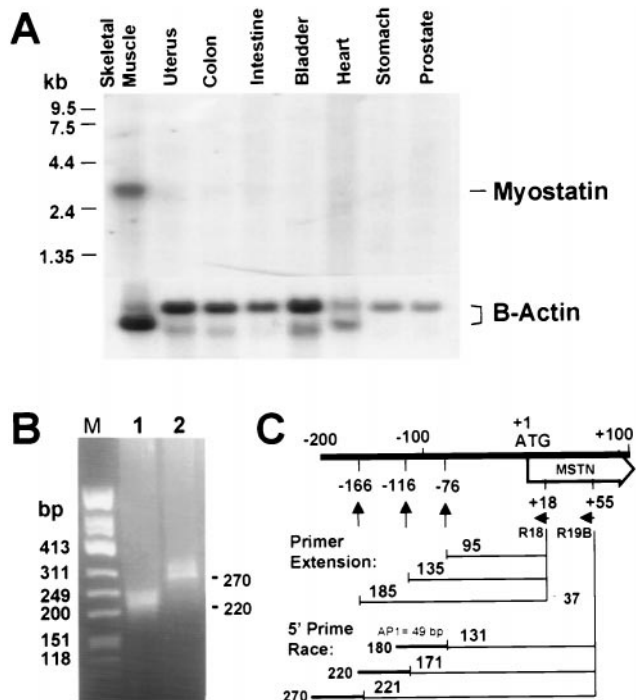 A
Skeletal
Muscle
Uterus
Colon
Intestine
Bladder
Heart
Stomach
Prostate
kb
9.5
7.5
4.4
2.4
1.35
Myostatin
B-Actin
B
M 1 2
bp
413
311
249
200
151
118
270
220
C
+1
-200 -100 ATG +100
MSTN
-166 -116 -76 +18 +55
R18 R19B
Primer
Extension:
95
135
185 37
5' Prime
Race:
AP1= 49 bp
180 131
220 171
270 221